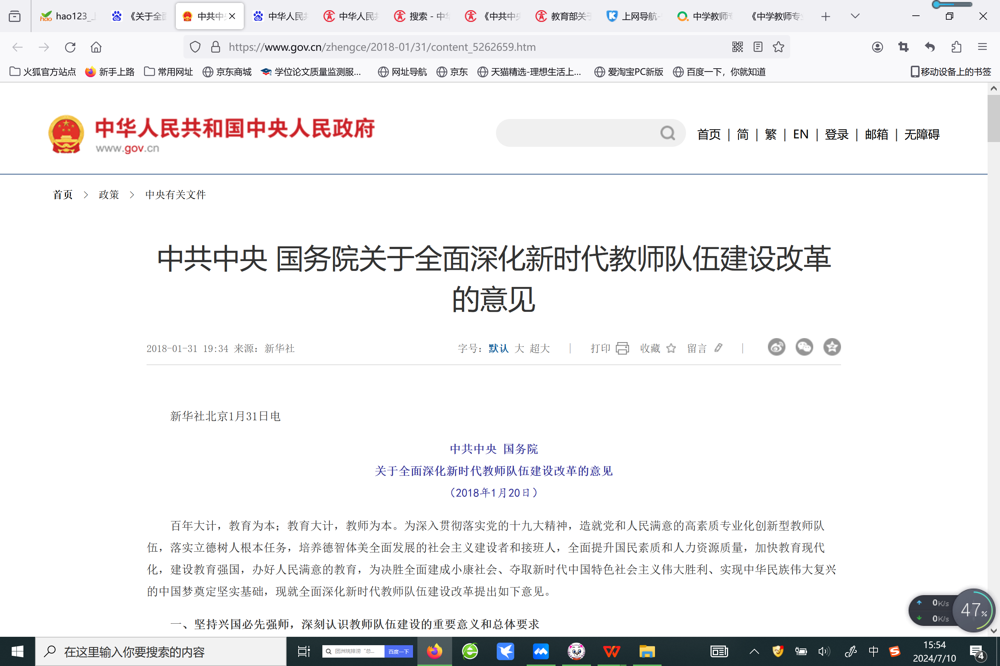 hao123_上
《关于全面
中共中央
中华人民共
中华人民共
搜索 - 中华
《中共中央
教育部关于
上网导航-
中学教师专
《中学教师专业
https://www.gov.cn/zhengce/2018-01/31/content_5262659.htm
火狐官方站点
新手上路
常用网址
京东商城
学位论文质量监测服...
网址导航
京东
天猫精选-理想生活上...
爱淘宝PC新版
百度一下，你就知道
移动设备上的书签
中华人民共和国中央人民政府
www.gov.cn
首页 | 简 | 繁 | EN | 登录 | 邮箱 | 无障碍
首页 > 政策 > 中央有关文件
中共中央 国务院关于全面深化新时代教师队伍建设改革
的意见
2018-01-31 19:34 来源：新华社
字号：默认 大 超大 | 打印 收藏 留言 |
新华社北京1月31日电
中共中央 国务院
关于全面深化新时代教师队伍建设改革的意见
（2018年1月20日）
百年大计，教育为本；教育大计，教师为本。为深入贯彻落实党的十九大精神，造就党和人民满意的高素质专业化创新型教师队
伍，落实立德树人根本任务，培养德智体美全面发展的社会主义建设者和接班人，全面提升国民素质和人力资源质量，加快教育现代
化，建设教育强国，办好人民满意的教育，为决胜全面建成小康社会、夺取新时代中国特色社会主义伟大胜利、实现中华民族伟大复兴
的中国梦奠定坚实基础，现就全面深化新时代教师队伍建设改革提出如下意见。
一、坚持兴国必先强师，深刻认识教师队伍建设的重要意义和总体要求
0K/s
0K/s
47%
在这里输入你要搜索的内容
团洲垸排涝“总...
百度一下
中
15:54
2024/7/10
4